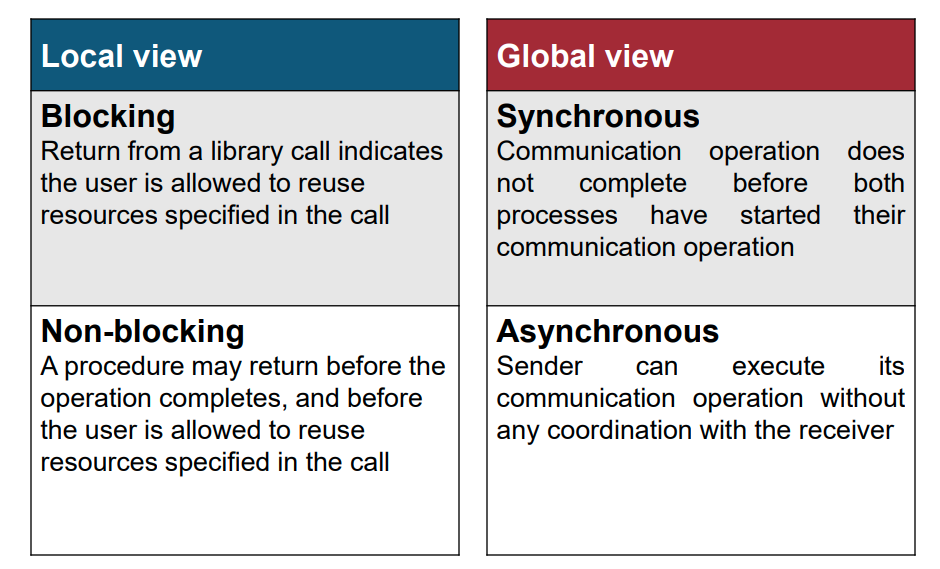 Local view
Blocking
Return from a library call indicates
the user is allowed to reuse
resources specified in the call
Non-blocking
A procedure may return before the
operation completes, and before
the user is allowed to reuse
resources specified in the call
Global view
Synchronous
Communication operation does
not complete before both
processes have started their
communication operation
Asynchronous
Sender can execute its
communication operation without
any coordination with the receiver